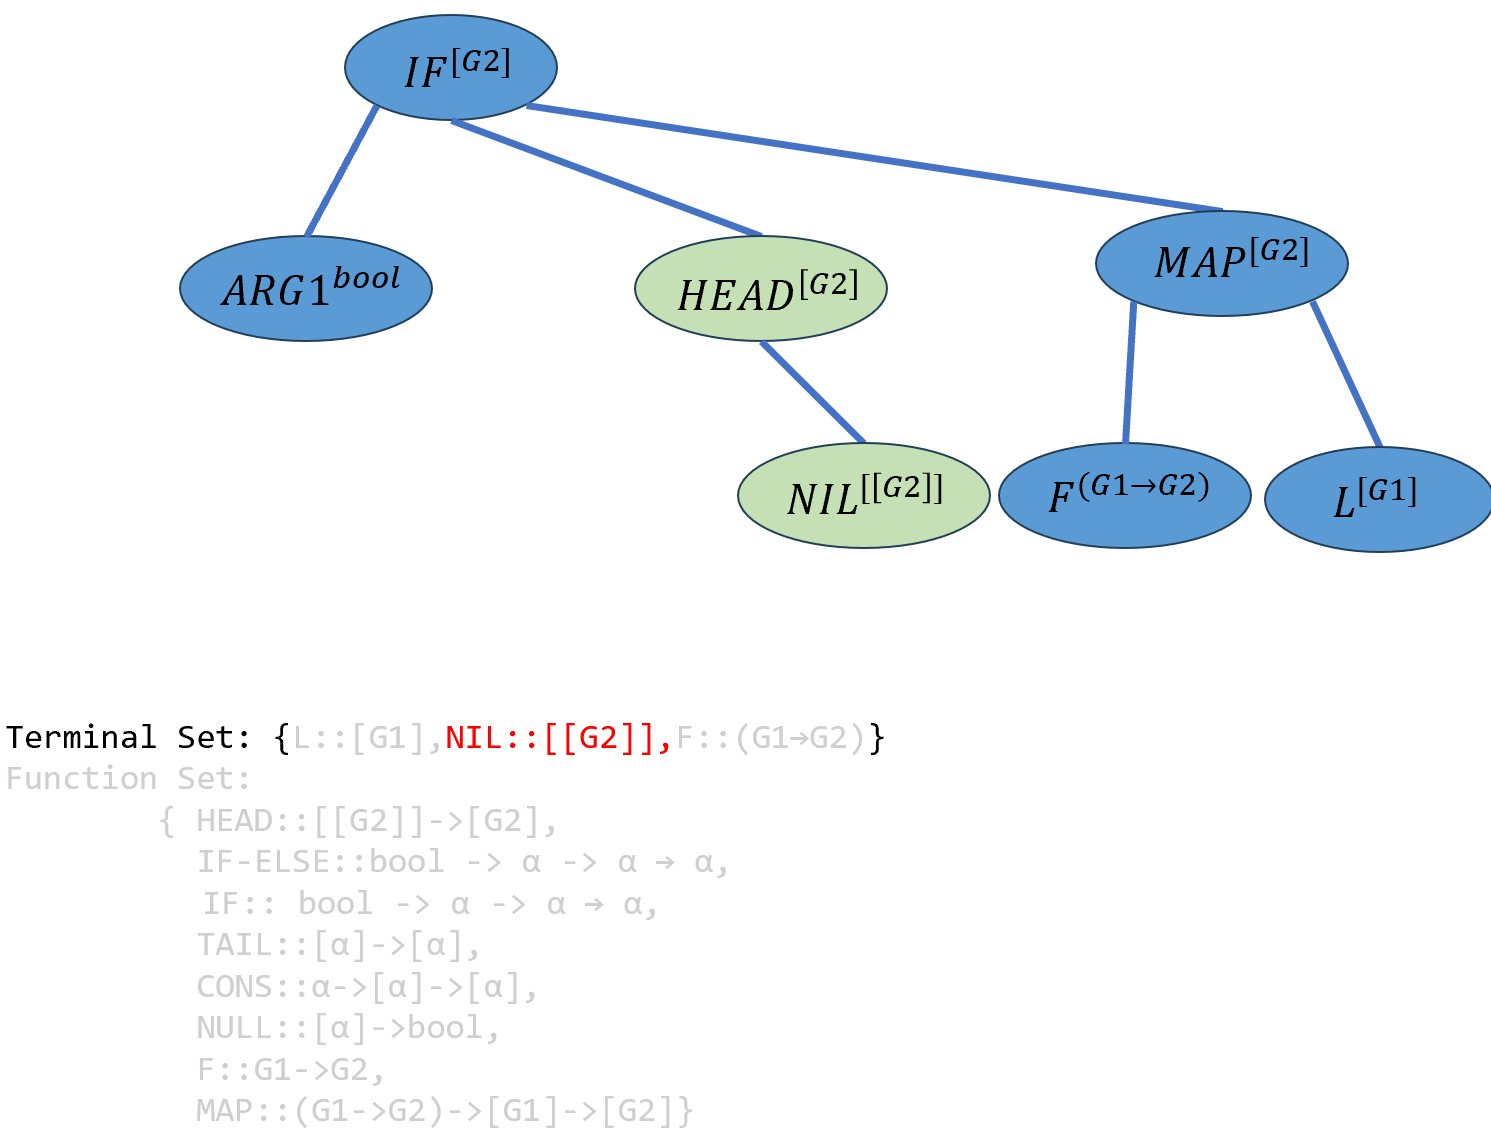 IF^[G2]
ARG1^bool
HEAD^[G2]
MAP^[G2]
NIL^[[G2]]
F^(G1→G2)
L^[G1]
Terminal Set: {L::[G1],NIL::[[G2]],F::(G1→G2)}
Function Set:
{ HEAD::[[G2]]->[G2],
IF-ELSE::bool -> α -> α → α,
IF:: bool -> α -> α → α,
TAIL::[α]->[α],
CONS::α->[α]->[α],
NULL::[α]->bool,
F::G1->G2,
MAP::(G1->G2)->[G1]->[G2]}